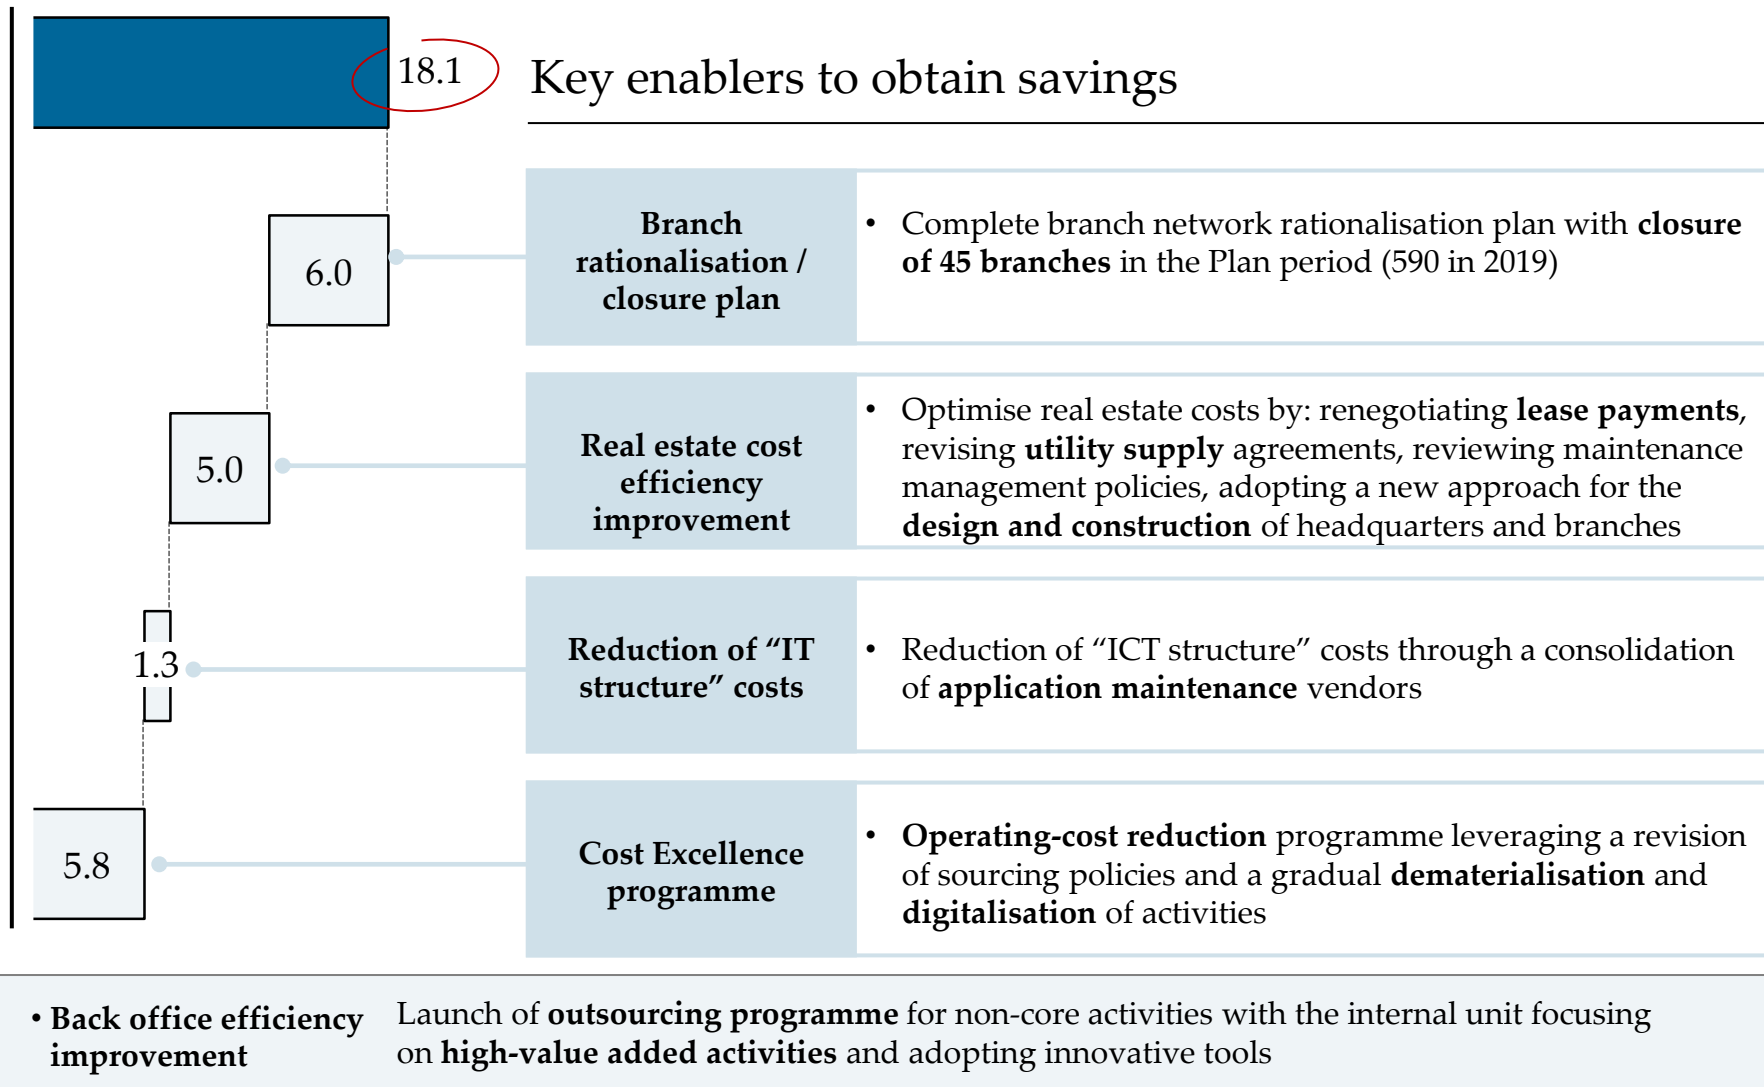 18.1
Key enablers to obtain savings
6.0
Branch
rationalisation /
closure plan
• Complete branch network rationalisation plan with closure
of 45 branches in the Plan period (590 in 2019)
5.0
Real estate cost
efficiency
improvement
• Optimise real estate costs by: renegotiating lease payments,
revising utility supply agreements, reviewing maintenance
management policies, adopting a new approach for the
design and construction of headquarters and branches
1.3
Reduction of “IT
structure” costs
• Reduction of “ICT structure” costs through a consolidation
of application maintenance vendors
5.8
Cost Excellence
programme
• Operating-cost reduction programme leveraging a revision
of sourcing policies and a gradual dematerialisation and
digitalisation of activities
• Back office efficiency
improvement
Launch of outsourcing programme for non-core activities with the internal unit focusing
on high-value added activities and adopting innovative tools